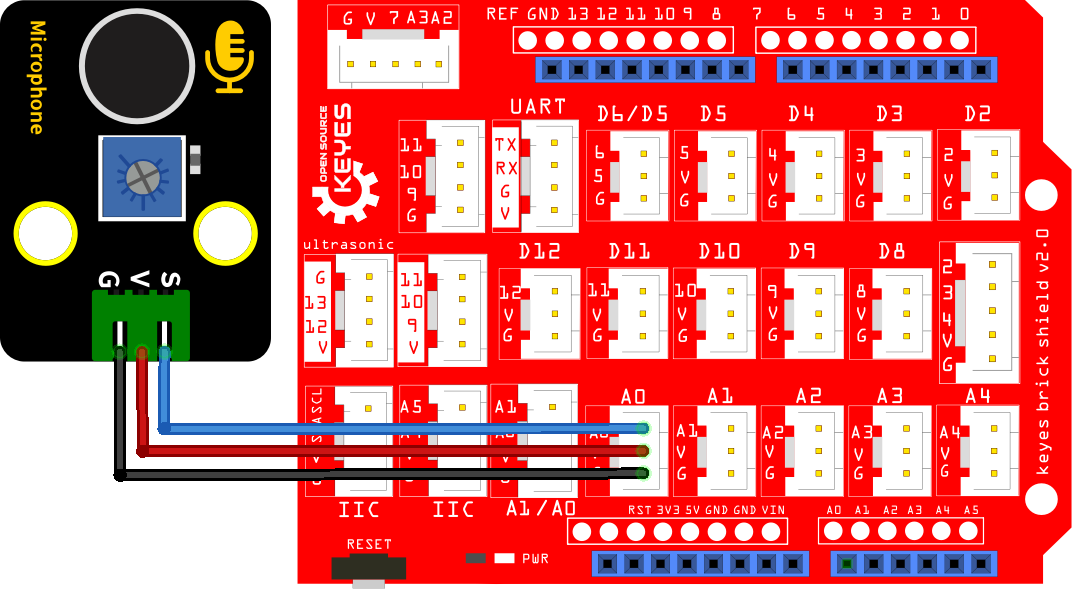 Microphone
G V S
G V 7 A3 A2
REF GND 13 12 11 10 9 8
7 6 5 4 3 2 1 0
OPEN SOURCE
KEYES
11
10
9
G
UART
TX
RX
G
V
D6/D5
6
5
G
D5
5
V
G
D4
4
V
G
D3
3
V
G
D2
2
V
G
ultrasonic
G
13
12
V
11
10
9
V
D12
12
V
G
D11
11
V
G
D10
10
V
G
D9
9
V
G
D8
8
V
G
2
3
4
V
G
SCL
IIC
A5
IIC
A1
A1/A0
A0
A1
A1
V
G
A2
A2
V
G
A3
A3
V
G
A4
A4
V
G
keyes brick shield v2.0
RST 3V3 5V GND GND VIN
A0 A1 A2 A3 A4 A5
RESET
PWR